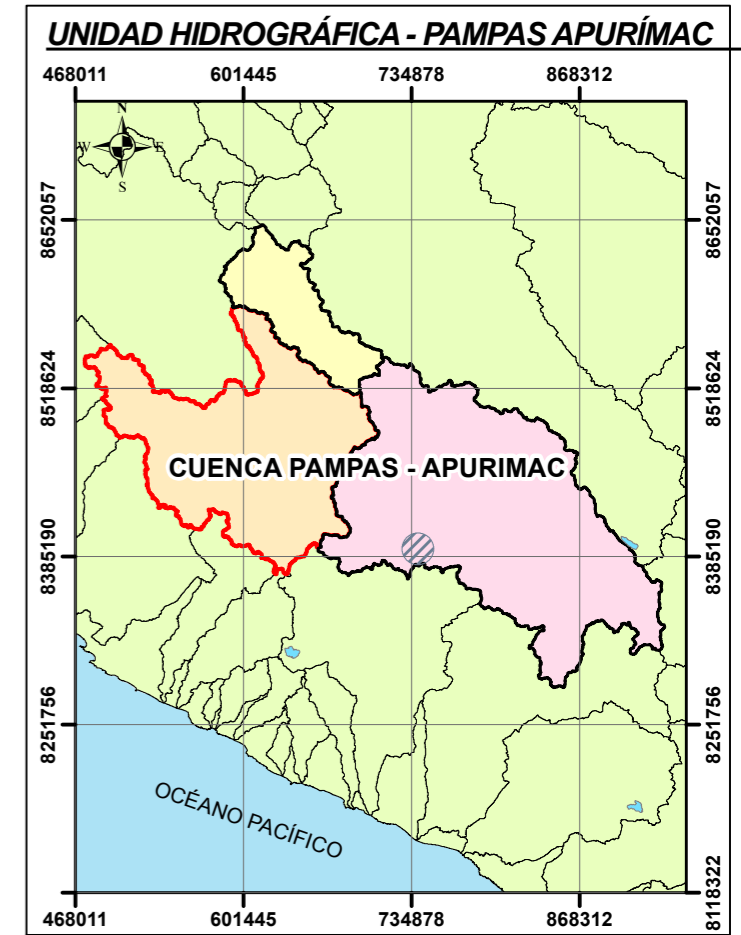 UNIDAD HIDROGRÁFICA - PAMPAS APURÍMAC
468011 601445 734878 868312
N
W E
S
8652057 8652057
8518624 8518624
CUENCA PAMPAS - APURIMAC
8385190 8385190
8251756 8251756
OCÉANO PACÍFICO
8118322
468011 601445 734878 868312